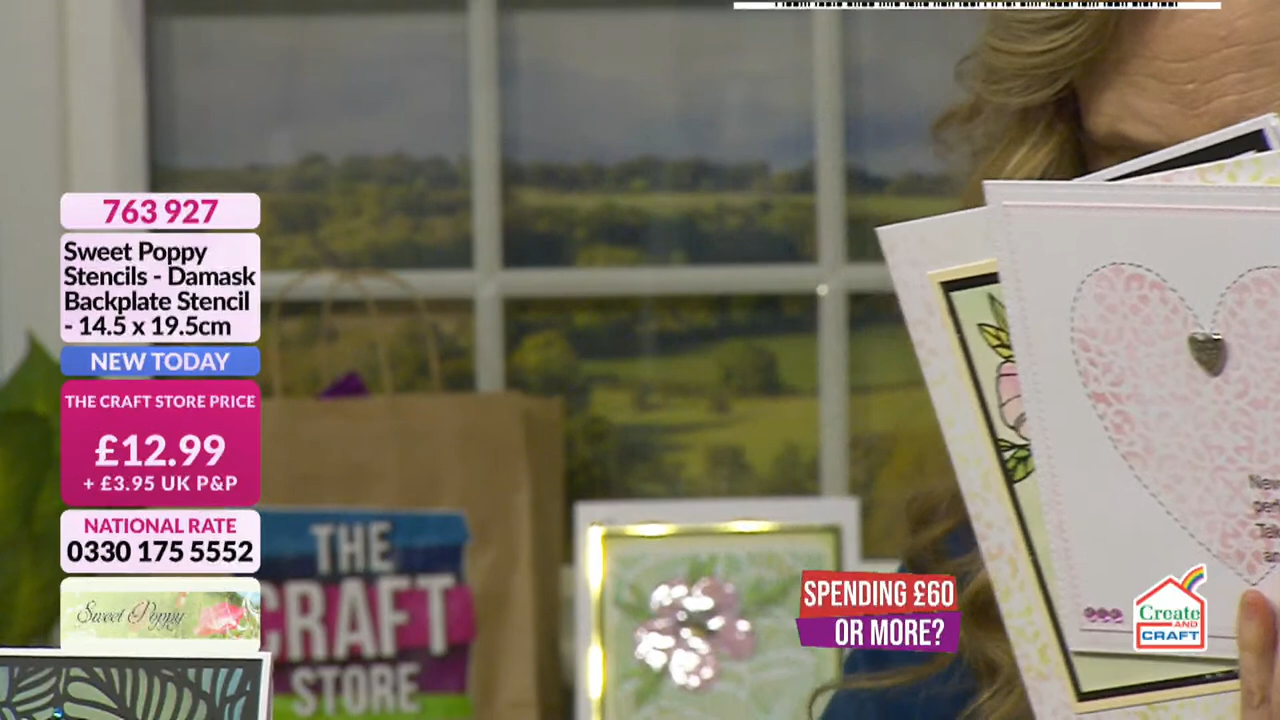 763 927
Sweet Poppy
Stencils - Damask
Backplate Stencil
- 14.5 x 19.5cm
NEW TODAY
THE CRAFT STORE PRICE
£12.99
+ £3.95 UK P&P
NATIONAL RATE
0330 175 5552
Sweet Poppy
THE
CRAFT
STORE
SPENDING £60
OR MORE?
Create
AND
CRAFT